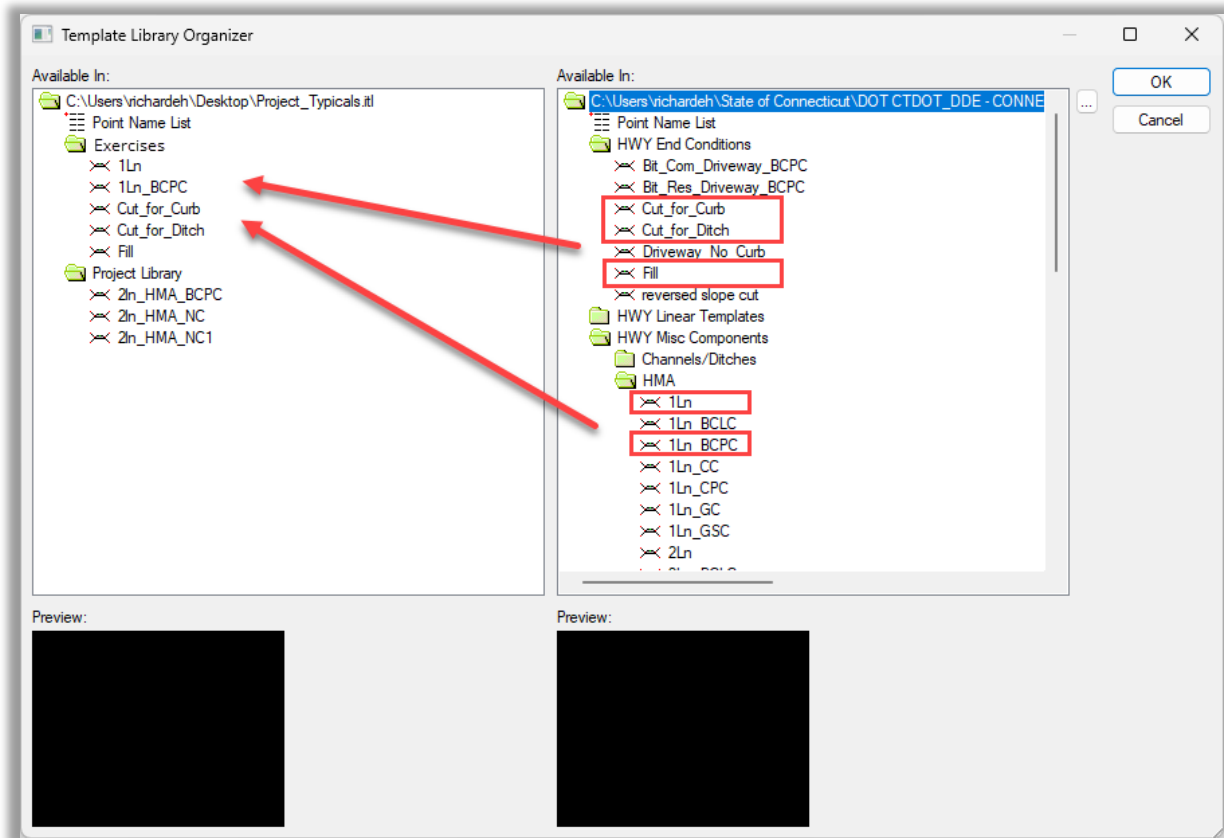 Template Library Organizer
Available In:
C:\Users\richardeh\Desktop\Project_Typicals.itl
Point Name List
Exercises
1Ln
1Ln_BCPC
Cut_for_Curb
Cut_for_Ditch
Fill
Project Library
2ln_HMA_BCPC
2ln_HMA_NC
2ln_HMA_NC1
Preview:
Available In:
C:\Users\richardeh\State of Connecticut\DOT CTDOT_DDE - CONNE
Point Name List
HWY End Conditions
Bit_Com_Driveway_BCPC
Bit_Res_Driveway_BCPC
Cut_for_Curb
Cut_for_Ditch
Driveway_No_Curb
Fill
reversed slope cut
HWY Linear Templates
HWY Misc Components
Channels/Ditches
HMA
1Ln
1Ln_BCLC
1Ln_BCPC
1Ln_CC
1Ln_CPC
1Ln_GC
1Ln_GSC
2Ln
Preview:
...
OK
Cancel